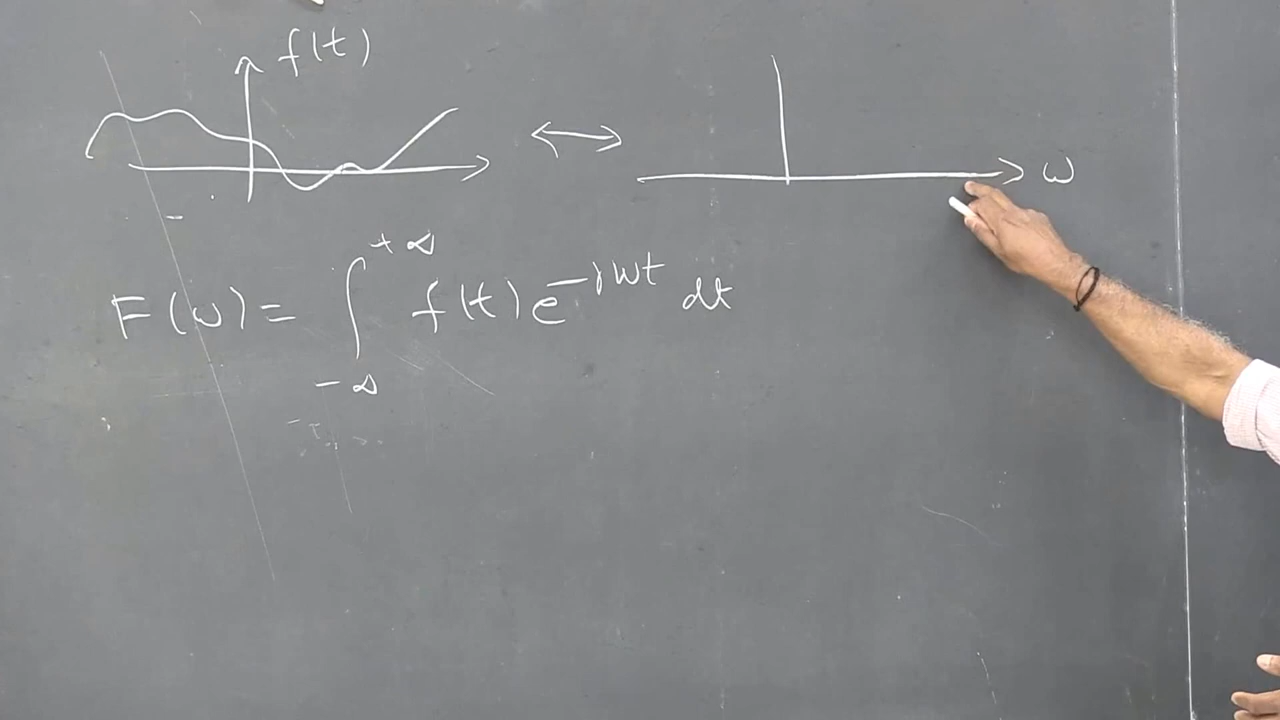 f(t)
ω
F(ω) = ∫_{-∞}^{+∞} f(t) e^{-jωt} dt